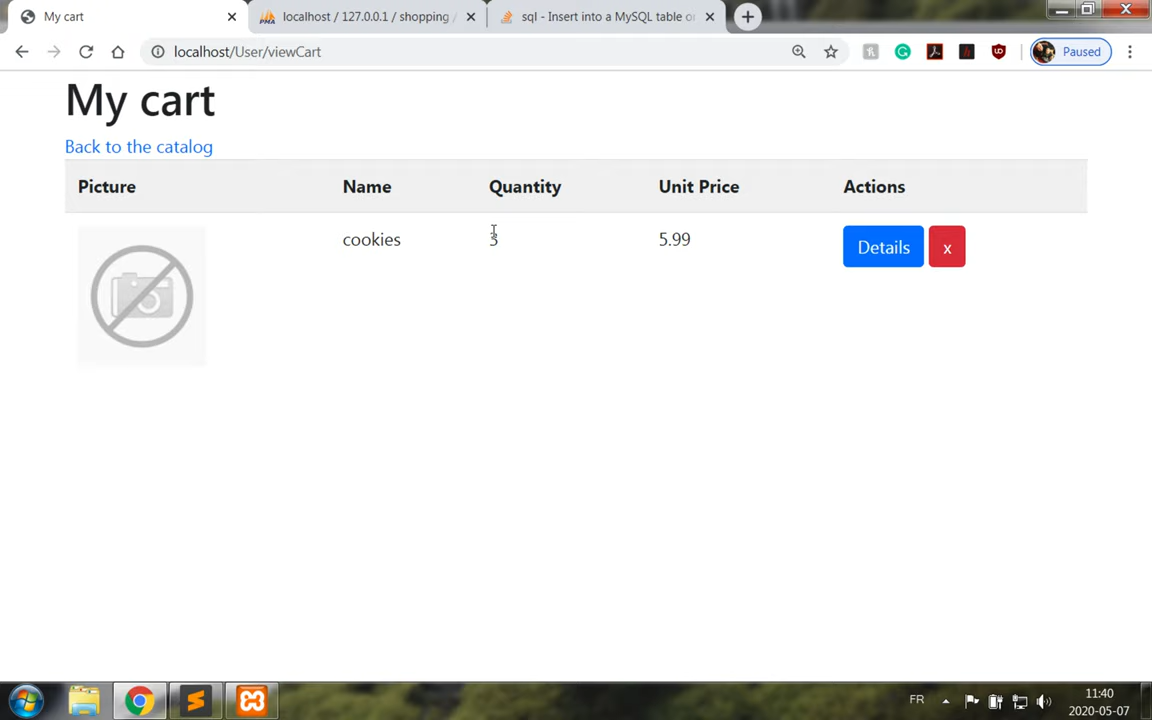 My cart
localhost / 127.0.0.1 / shopping /
sql - Insert into a MySQL table or
localhost/User/viewCart
Paused
My cart
Back to the catalog
Picture Name Quantity Unit Price Actions
cookies 3 5.99 Details x
FR
11:40
2020-05-07